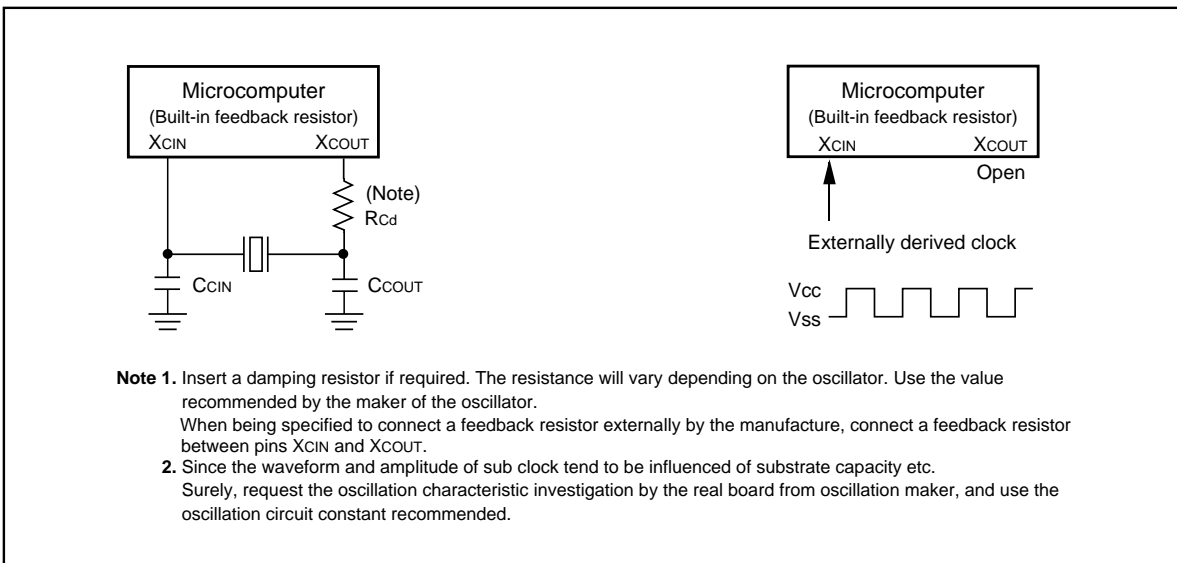 Microcomputer
(Built-in feedback resistor)
XCIN XCOUT
(Note)
RCd
CCIN CCOUT
Microcomputer
(Built-in feedback resistor)
XCIN XCOUT
Open
Externally derived clock
Vcc
Vss
Note 1. Insert a damping resistor if required. The resistance will vary depending on the oscillator. Use the value
recommended by the maker of the oscillator.
When being specified to connect a feedback resistor externally by the manufacture, connect a feedback resistor
between pins XCIN and XCOUT.
2. Since the waveform and amplitude of sub clock tend to be influenced of substrate capacity etc.
Surely, request the oscillation characteristic investigation by the real board from oscillation maker, and use the
oscillation circuit constant recommended.